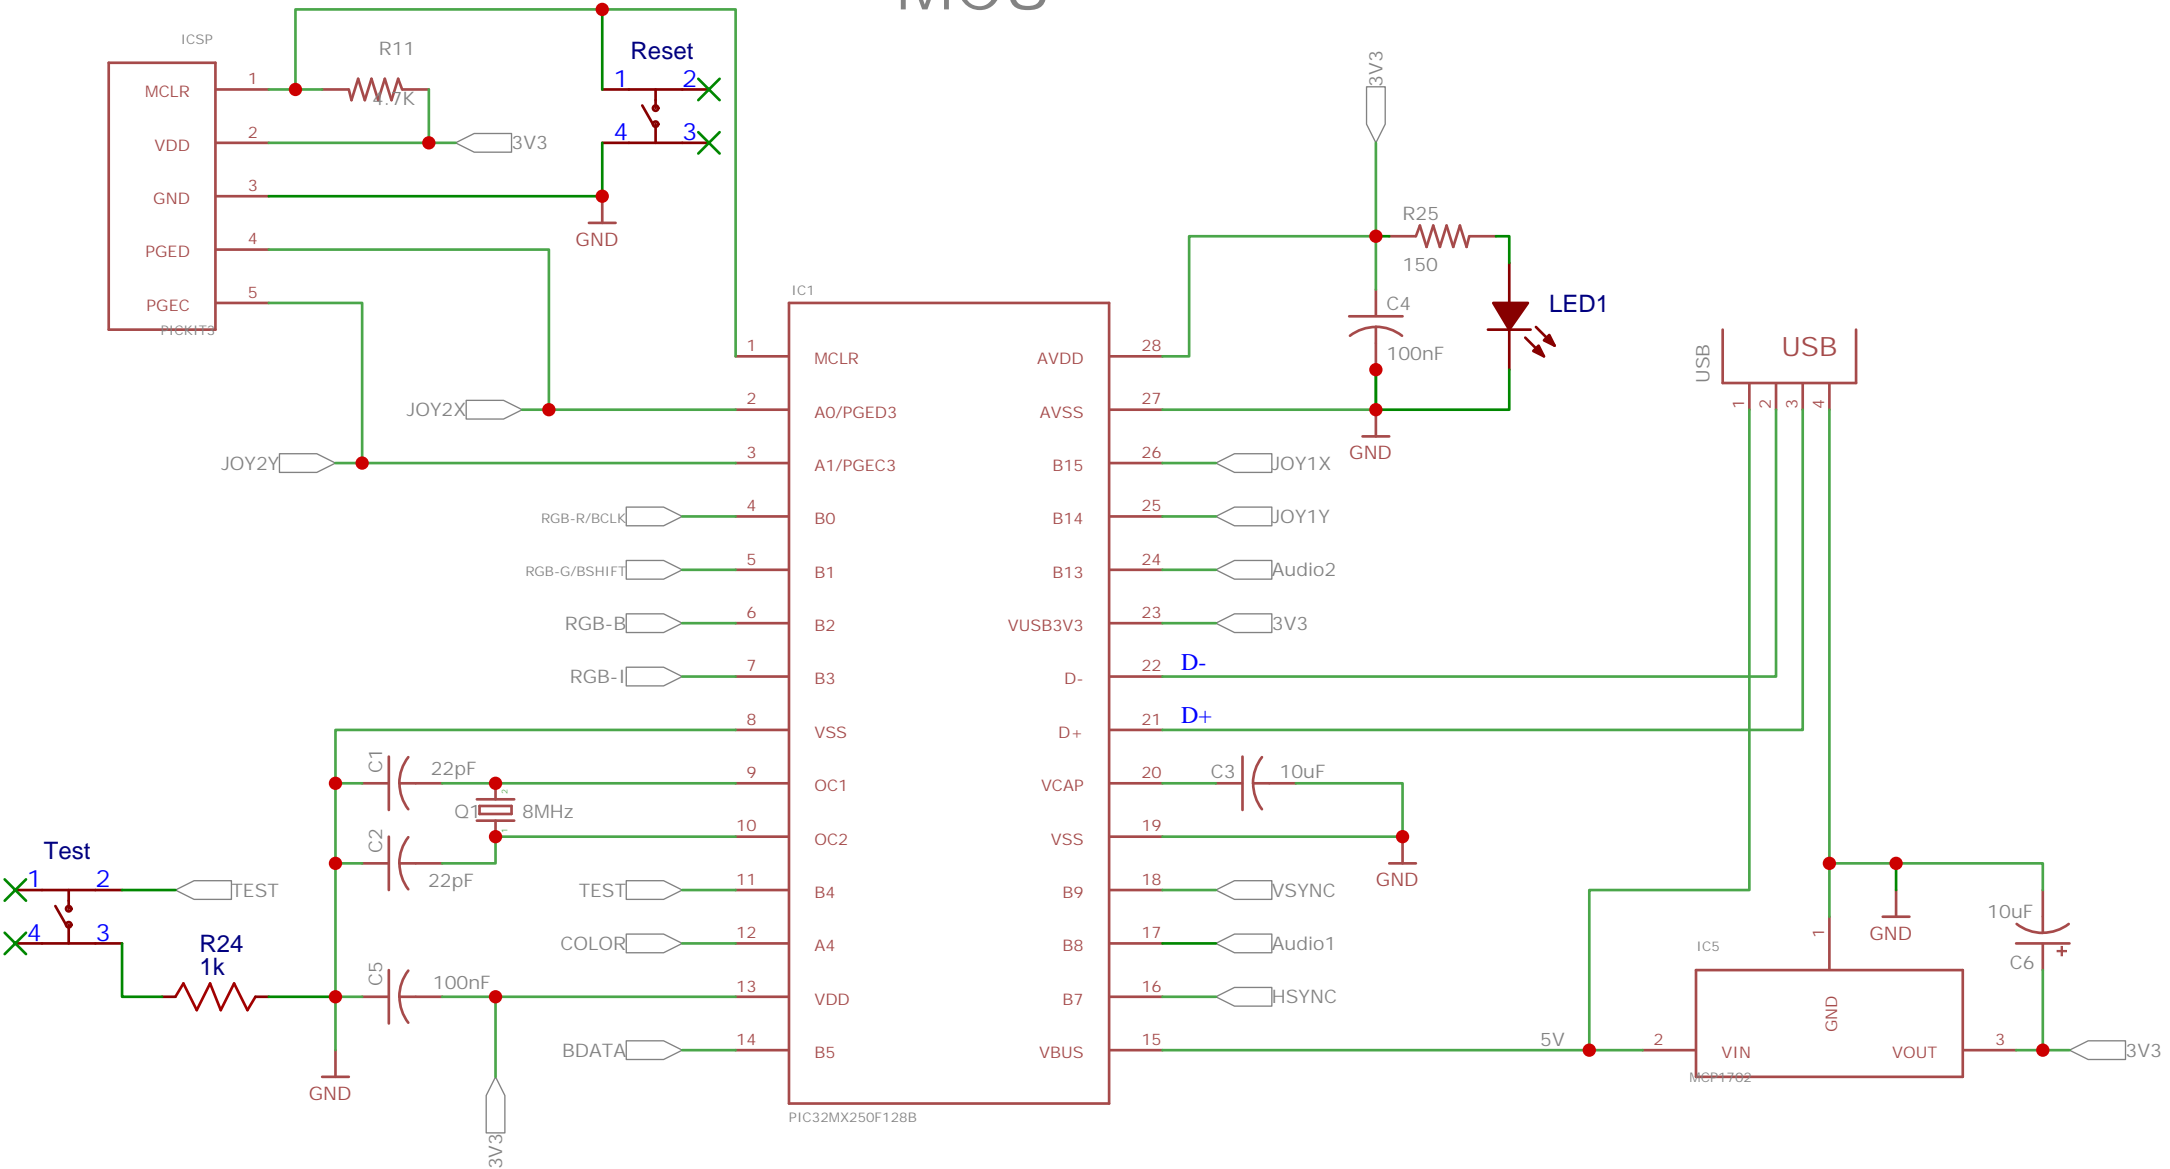 MCU
ICSP
MCLR 1
VDD 2
GND 3
PGED 4
PGEC 5
PICKIT3
R11
4.7K
3V3
Reset
1 2
4 3
GND
JOY2X
JOY2Y
RGB-R/BCLK
RGB-G/BSHIFT
RGB-B
RGB-I
C1 22pF
Q1 8MHz
2
1
C2
22pF
TEST
COLOR
C5 100nF
BDATA
GND
3V3
Test
1 2
4 3
TEST
R24
1k
IC1
1 MCLR
2 A0/PGED3
3 A1/PGEC3
4 B0
5 B1
6 B2
7 B3
8 VSS
9 OC1
10 OC2
11 B4
12 A4
13 VDD
14 B5
AVDD 28
AVSS 27
B15 26
B14 25
B13 24
VUSB3V3 23
D- 22
D+ 21
VCAP 20
VSS 19
B9 18
B8 17
B7 16
VBUS 15
PIC32MX250F128B
3V3
R25
150
C4
100nF
LED1
GND
JOY1X
JOY1Y
Audio2
3V3
D-
D+
C3 10uF
GND
VSYNC
Audio1
HSYNC
5V
USB
USB
1 2 3 4
GND
10uF
C6
+
IC5
1
GND
2 VIN
VOUT 3
MCP1702
3V3